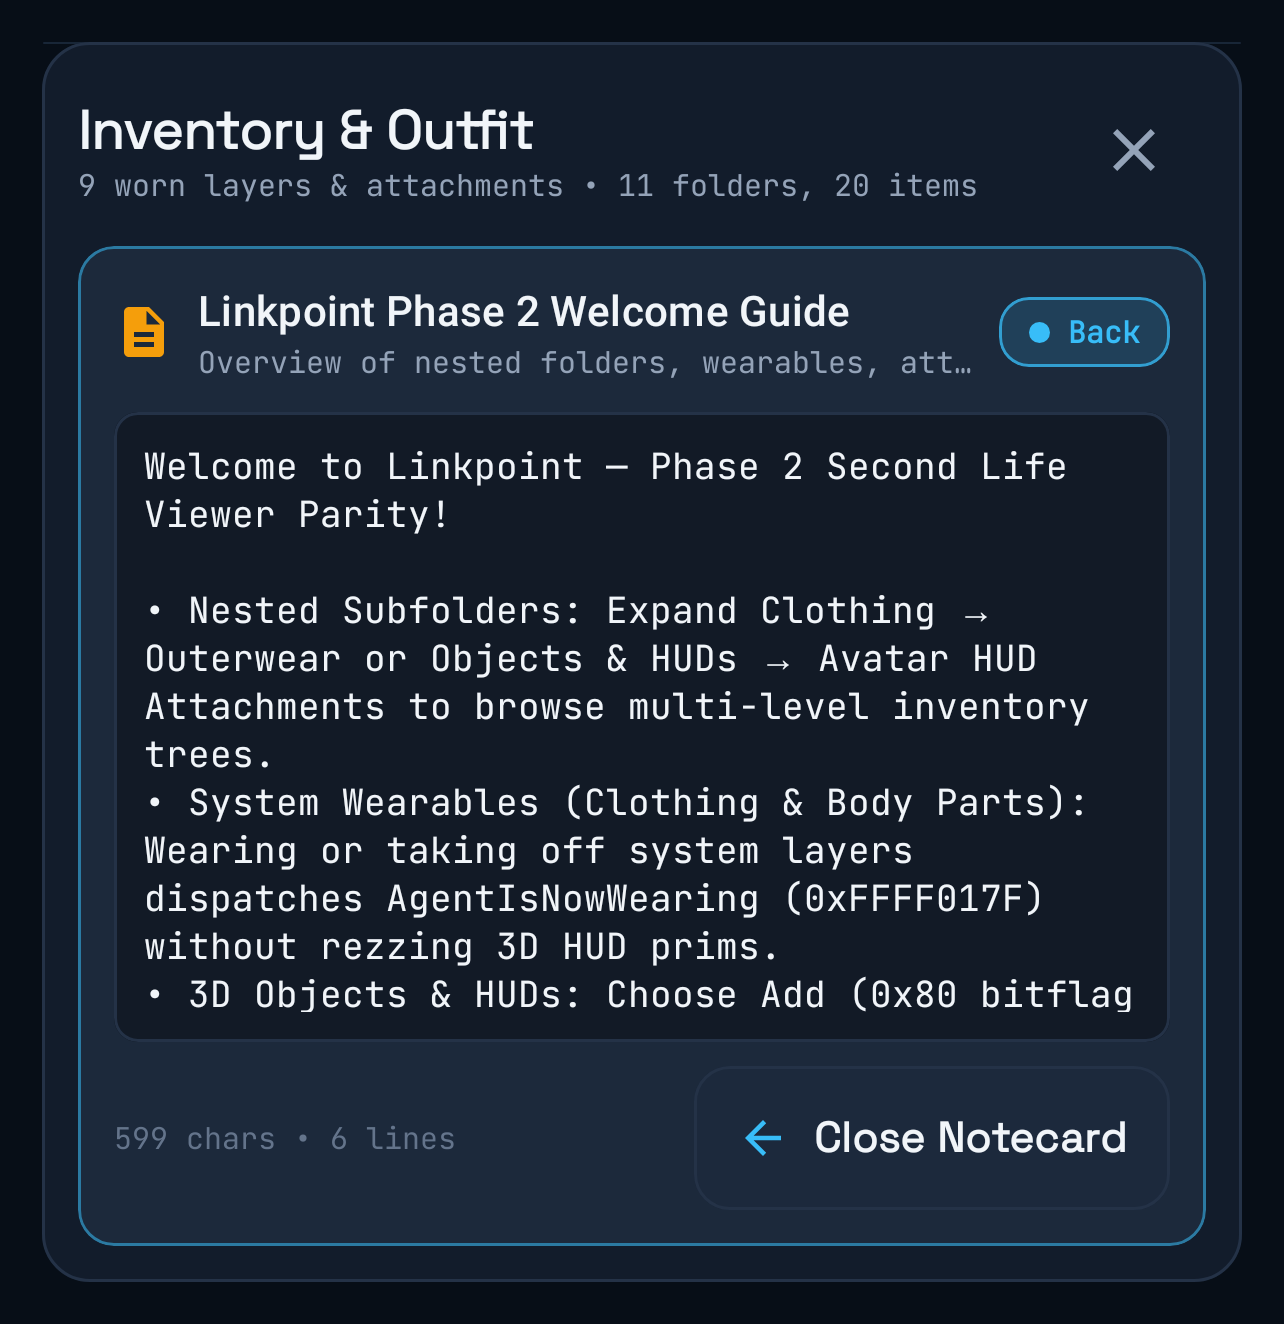 Inventory & Outfit
9 worn layers & attachments • 11 folders, 20 items
Linkpoint Phase 2 Welcome Guide
Back
Overview of nested folders, wearables, att…
Welcome to Linkpoint — Phase 2 Second Life
Viewer Parity!
• Nested Subfolders: Expand Clothing →
Outerwear or Objects & HUDs → Avatar HUD
Attachments to browse multi-level inventory
trees.
• System Wearables (Clothing & Body Parts):
Wearing or taking off system layers
dispatches AgentIsNowWearing (0xFFFF017F)
without rezzing 3D HUD prims.
• 3D Objects & HUDs: Choose Add (0x80 bitflag
599 chars • 6 lines
Close Notecard